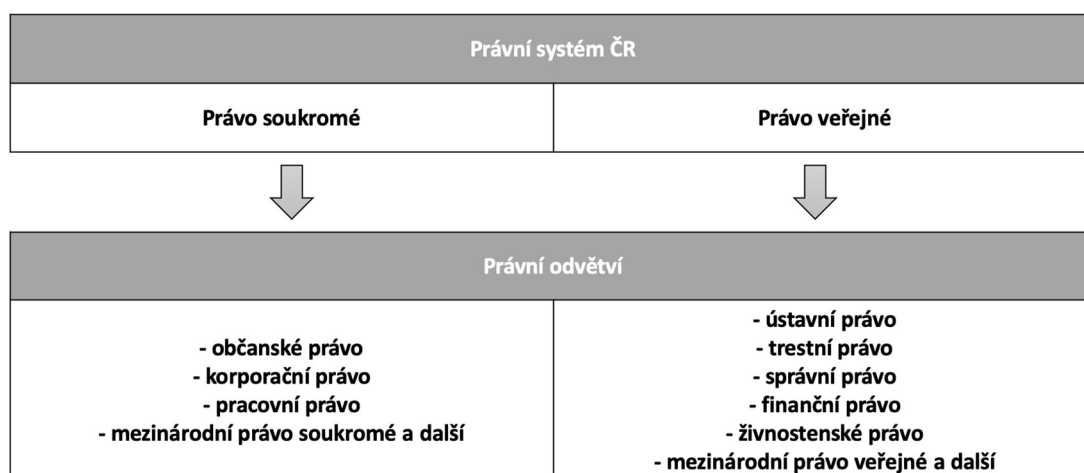 Právní systém ČR
Právo soukromé
Právo veřejné
Právní odvětví
- občanské právo
- korporační právo
- pracovní právo
- mezinárodní právo soukromé a další
- ústavní právo
- trestní právo
- správní právo
- finanční právo
- živnostenské právo
- mezinárodní právo veřejné a další